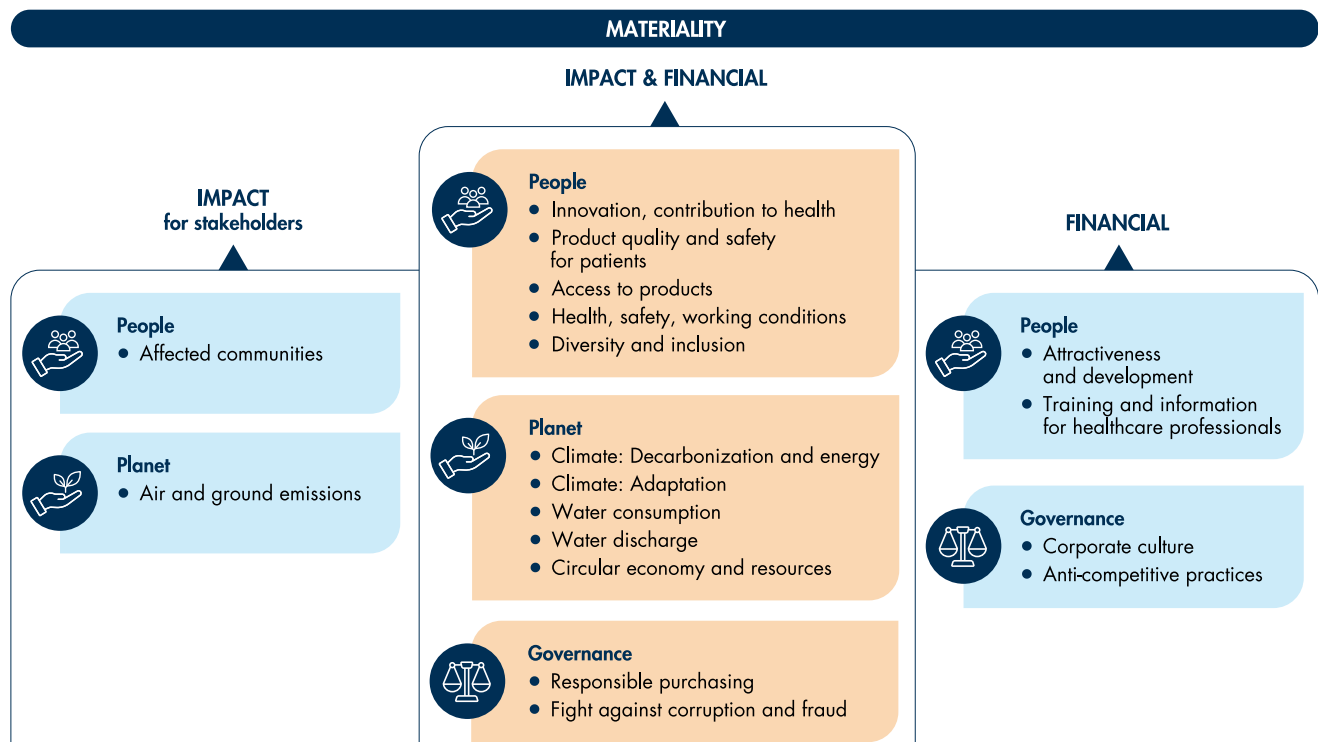 MATERIALITY
IMPACT & FINANCIAL
IMPACT
for stakeholders
FINANCIAL
People
• Affected communities
Planet
• Air and ground emissions
People
• Innovation, contribution to health
• Product quality and safety
for patients
• Access to products
• Health, safety, working conditions
• Diversity and inclusion
Planet
• Climate: Decarbonization and energy
• Climate: Adaptation
• Water consumption
• Water discharge
• Circular economy and resources
Governance
• Responsible purchasing
• Fight against corruption and fraud
People
• Attractiveness
and development
• Training and information
for healthcare professionals
Governance
• Corporate culture
• Anti-competitive practices